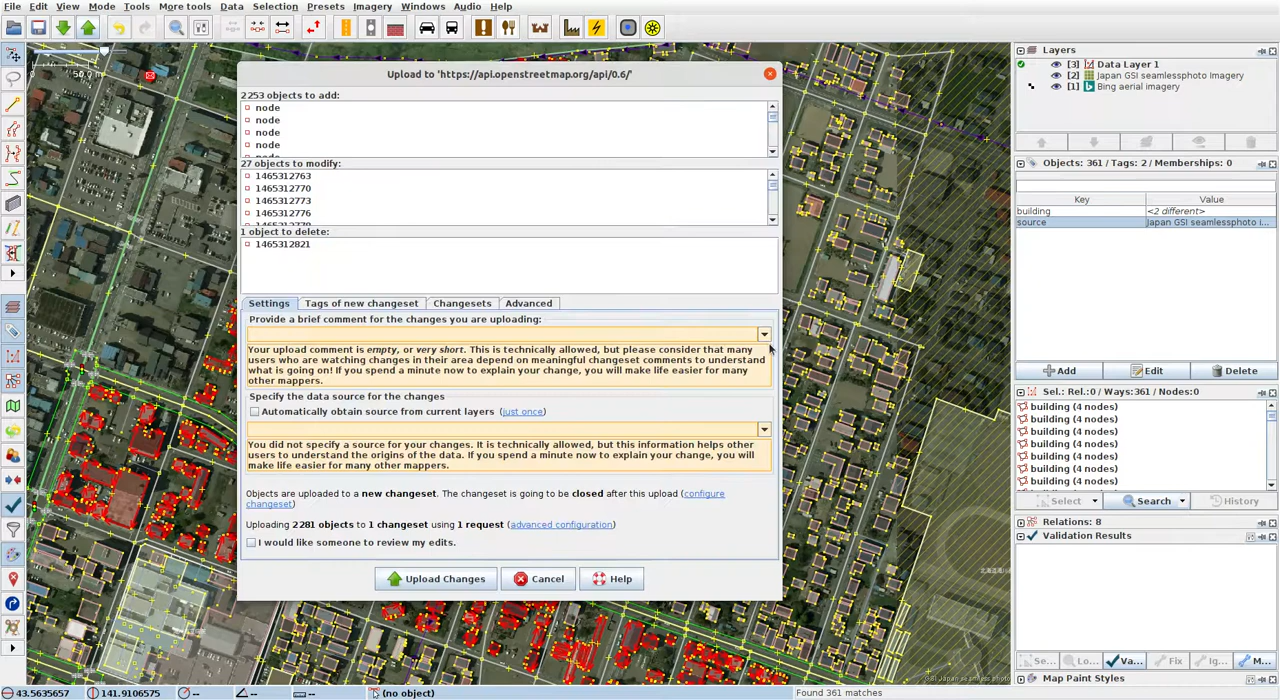 File Edit View Mode Tools More tools Data Selection Presets Imagery Windows Audio Help
50.0 m
0
Upload to 'https://api.openstreetmap.org/api/0.6/'
2253 objects to add:
node
node
node
node
node
27 objects to modify:
1465312763
1465312770
1465312773
1465312776
1 object to delete:
1465312821
Settings Tags of new changeset Changesets Advanced
Provide a brief comment for the changes you are uploading:
Your upload comment is empty, or very short. This is technically allowed, but please consider that many
users who are watching changes in their area depend on meaningful changeset comments to understand
what is going on! If you spend a minute now to explain your change, you will make life easier for many
other mappers.
Specify the data source for the changes
Automatically obtain source from current layers (just once)
You did not specify a source for your changes. It is technically allowed, but this information helps other
users to understand the origins of the data. If you spend a minute now to explain your change, you will
make life easier for many other mappers.
Objects are uploaded to a new changeset. The changeset is going to be closed after this upload (configure
changeset)
Uploading 2281 objects to 1 changeset using 1 request (advanced configuration)
I would like someone to review my edits.
Upload Changes Cancel Help
Layers
[3] Data Layer 1
[2] Japan GSI seamlessphoto Imagery
[1] Bing aerial imagery
Objects: 361 / Tags: 2 / Memberships: 0
Key Value
building <2 different>
source Japan GSI seamlessphoto i...
Add Edit Delete
Sel.: Rel.:0 / Ways:361 / Nodes:0
building (4 nodes)
building (4 nodes)
building (4 nodes)
building (4 nodes)
building (4 nodes)
building (4 nodes)
building (4 nodes)
Select Search History
Relations: 8
Validation Results
Se... Lo... Va... Fix Ig... M...
Map Paint Styles
43.5635657 141.9106575 -- -- -- (no object) Found 361 matches